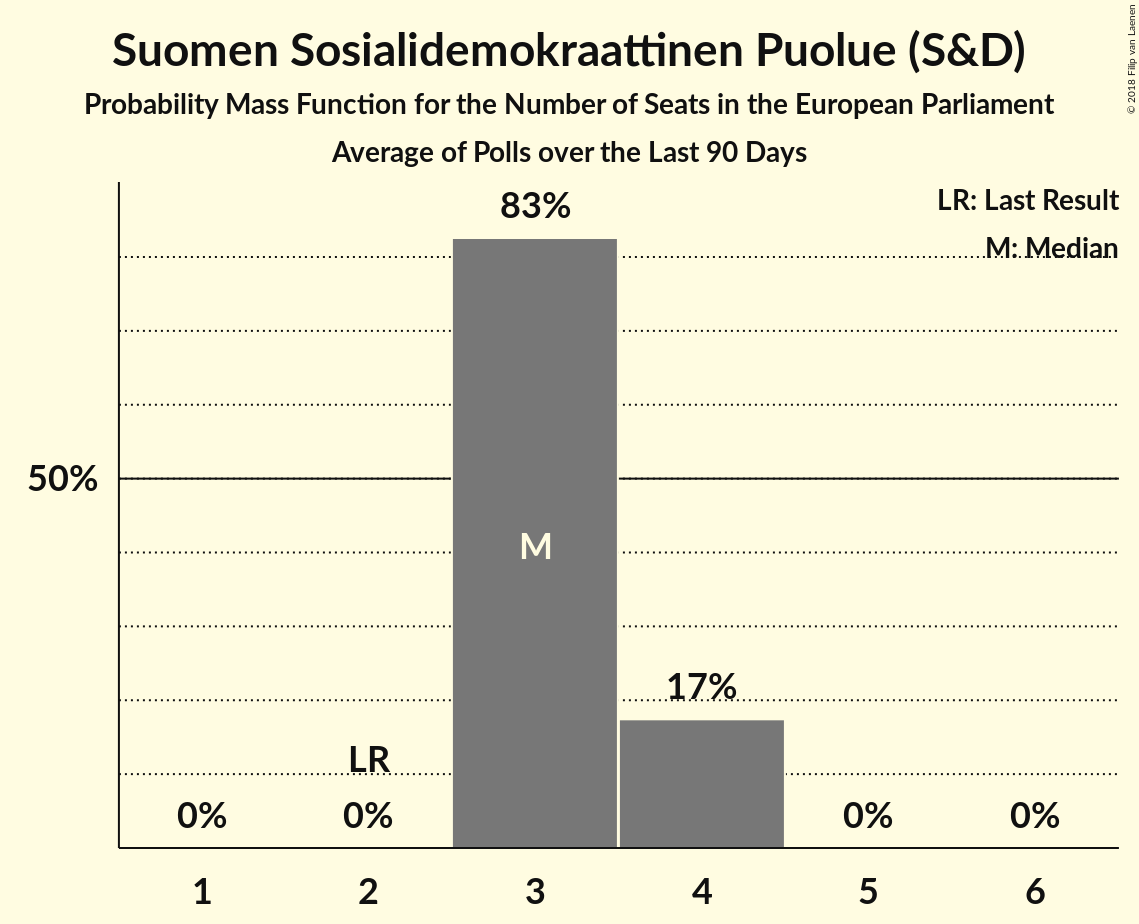 Suomen Sosialidemokraattinen Puolue (S&D)
Probability Mass Function for the Number of Seats in the European Parliament
Average of Polls over the Last 90 Days
© 2018 Filip van Laenen
LR: Last Result
M: Median
83%
50%
M
17%
LR
0%
0%
0%
0%
1
2
3
4
5
6